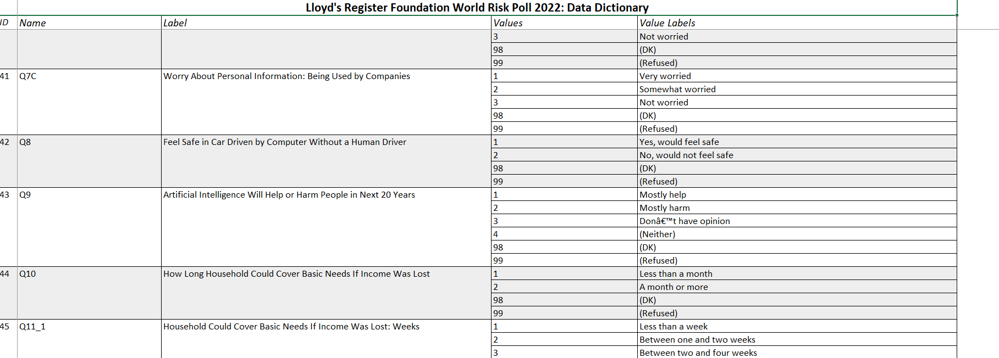 Lloyd's Register Foundation World Risk Poll 2022: Data Dictionary
ID Name Label Values Value Labels
3 Not worried
98 (DK)
99 (Refused)
41 Q7C Worry About Personal Information: Being Used by Companies 1 Very worried
2 Somewhat worried
3 Not worried
98 (DK)
99 (Refused)
42 Q8 Feel Safe in Car Driven by Computer Without a Human Driver 1 Yes, would feel safe
2 No, would not feel safe
98 (DK)
99 (Refused)
43 Q9 Artificial Intelligence Will Help or Harm People in Next 20 Years 1 Mostly help
2 Mostly harm
3 Donâ€™t have opinion
4 (Neither)
98 (DK)
99 (Refused)
44 Q10 How Long Household Could Cover Basic Needs If Income Was Lost 1 Less than a month
2 A month or more
98 (DK)
99 (Refused)
45 Q11_1 Household Could Cover Basic Needs If Income Was Lost: Weeks 1 Less than a week
2 Between one and two weeks
3 Between two and four weeks